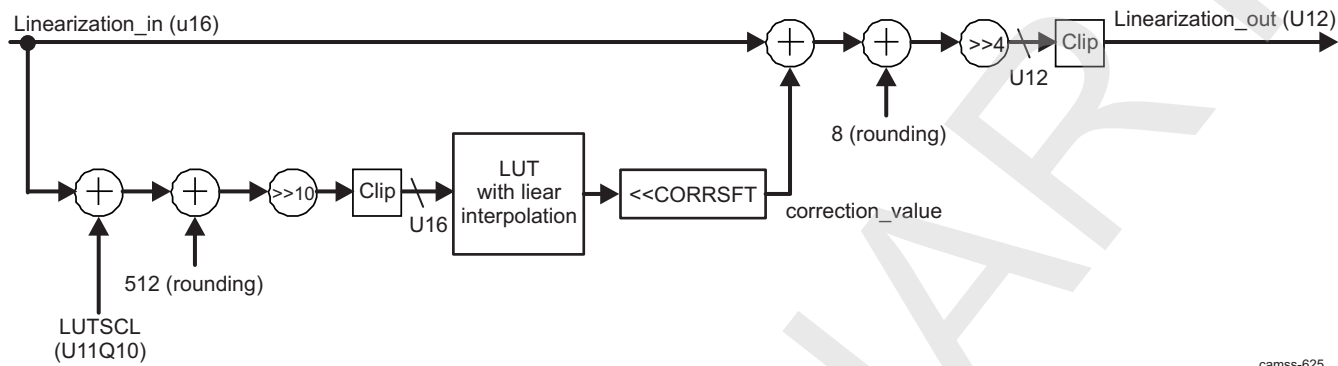 Linearization_in (u16)
Linearization_out (U12)
+
+
>>4
Clip
U12
8 (rounding)
LUT
with liear
interpolation
<<CORRSFT
correction_value
+
+
>>10
Clip
U16
512 (rounding)
LUTSCL
(U11Q10)
camss-625